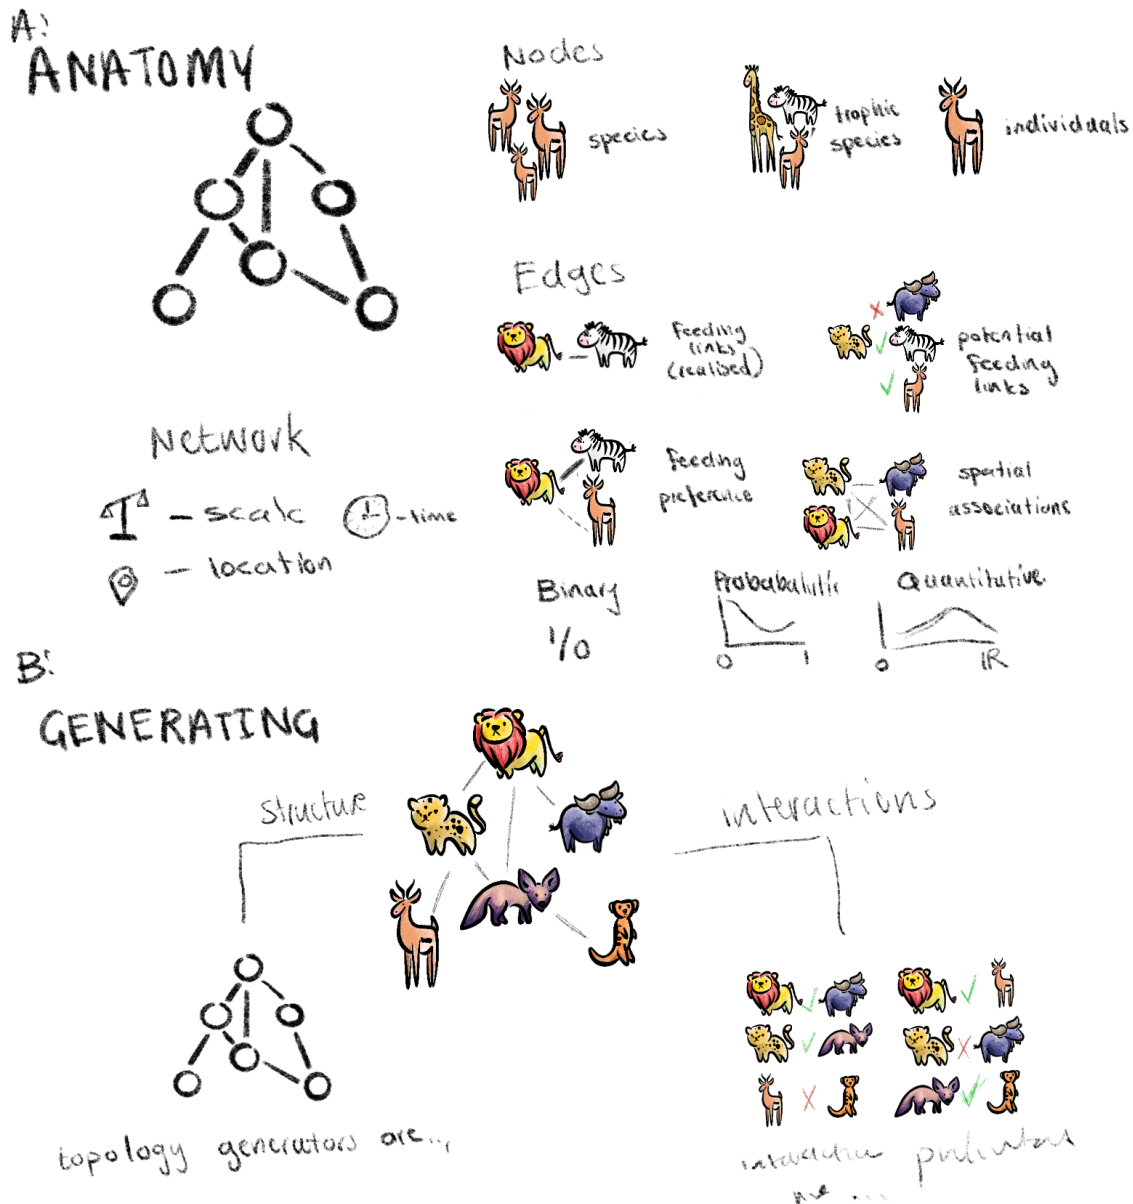 A:
ANATOMY
Nodes
species
trophic
species
individuals
Edges
Feeding
links
(realised)
potential
feeding
links
Network
scale
time
location
feeding
preference
spatial
associations
Binary
1/0
Probabalistic
0 1
Quantitative
0 IR
B:
GENERATING
Structure
interactions
topology generators are...
are ...